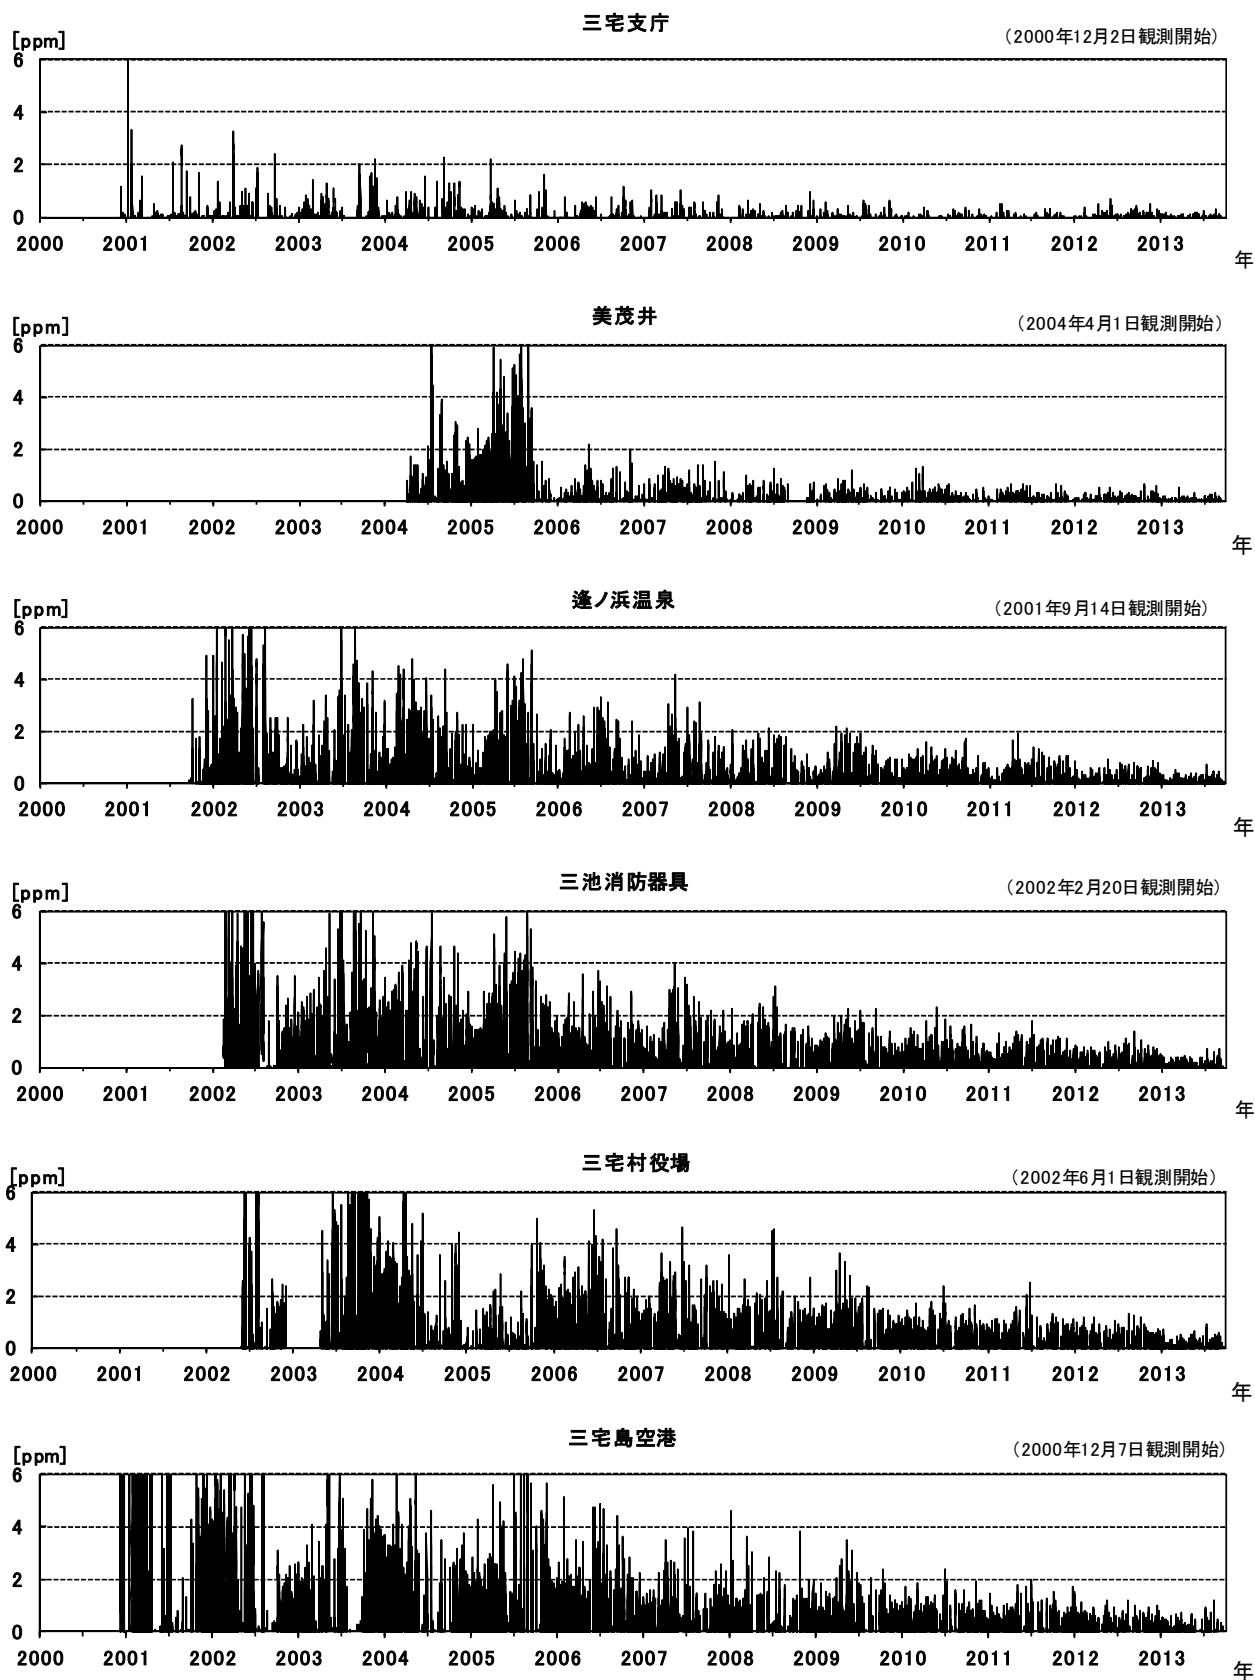 三宅支庁
[ppm]
（2000年12月2日観測開始）
6
4
2
0
2000 2001 2002 2003 2004 2005 2006 2007 2008 2009 2010 2011 2012 2013
年
美茂井
[ppm]
（2004年4月1日観測開始）
6
4
2
0
2000 2001 2002 2003 2004 2005 2006 2007 2008 2009 2010 2011 2012 2013
年
逢ノ浜温泉
[ppm]
（2001年9月14日観測開始）
6
4
2
0
2000 2001 2002 2003 2004 2005 2006 2007 2008 2009 2010 2011 2012 2013
年
三池消防器具
[ppm]
（2002年2月20日観測開始）
6
4
2
0
2000 2001 2002 2003 2004 2005 2006 2007 2008 2009 2010 2011 2012 2013
年
三宅村役場
[ppm]
（2002年6月1日観測開始）
6
4
2
0
2000 2001 2002 2003 2004 2005 2006 2007 2008 2009 2010 2011 2012 2013
年
三宅島空港
[ppm]
（2000年12月7日観測開始）
6
4
2
0
2000 2001 2002 2003 2004 2005 2006 2007 2008 2009 2010 2011 2012 2013
年